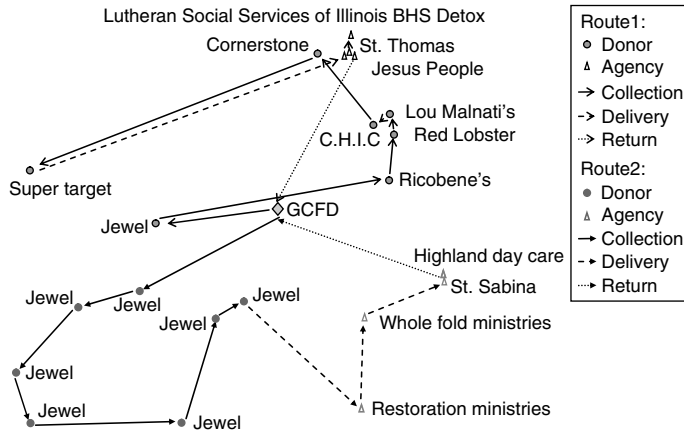 Lutheran Social Services of Illinois BHS Detox
Cornerstone
St. Thomas
Jesus People
Lou Malnati's
C.H.I.C
Red Lobster
Super target
Ricobene's
Jewel
GCFD
Highland day care
St. Sabina
Jewel
Jewel
Jewel
Jewel
Whole fold ministries
Jewel
Jewel
Jewel
Restoration ministries
Route1:
Donor
Agency
Collection
Delivery
Return
Route2:
Donor
Agency
Collection
Delivery
Return